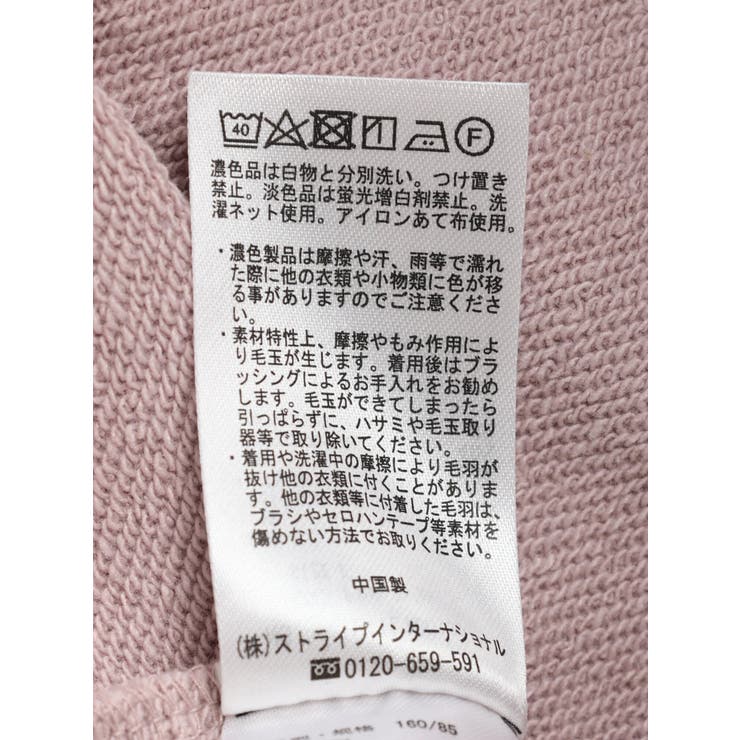 40 F
濃色品は白物と分別洗い。つけ置き
禁止。淡色品は蛍光増白剤禁止。洗
濯ネット使用。アイロンあて布使用。
・濃色製品は摩擦や汗、雨等で濡れ
た際に他の衣類や小物類に色が移
る事がありますのでご注意くださ
い。
・素材特性上、摩擦やもみ作用によ
り毛玉が生じます。着用後はブラ
ッシングによるお手入れをお勧め
します。毛玉ができてしまったら
引っぱらずに、ハサミや毛玉取り
器等で取り除いてください。
・着用や洗濯中の摩擦により毛羽が
抜け他の衣類に付くことがありま
す。他の衣類等に付着した毛羽は、
ブラシやセロハンテープ等素材を
傷めない方法でお取りください。
中国製
(株)ストライプインターナショナル
0120-659-591
160/85